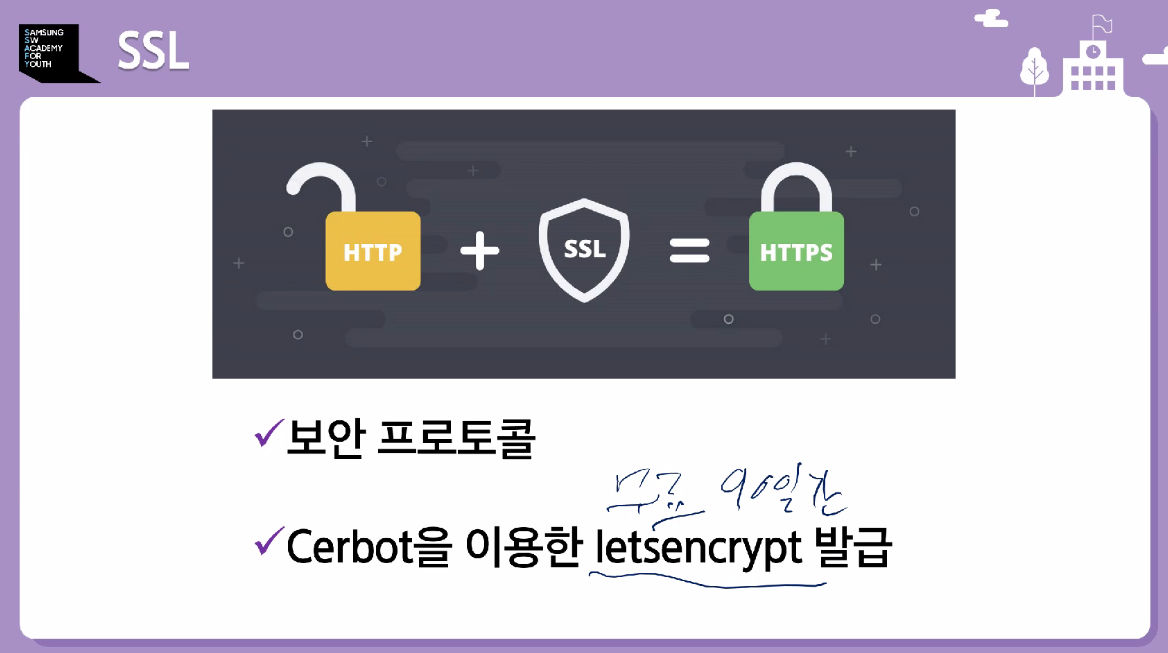 SAMSUNG
SW
ACADEMY
FOR
YOUTH
SSL
HTTP + SSL = HTTPS
✓보안 프로토콜
무료 90일간
✓Cerbot을 이용한 letsencrypt 발급